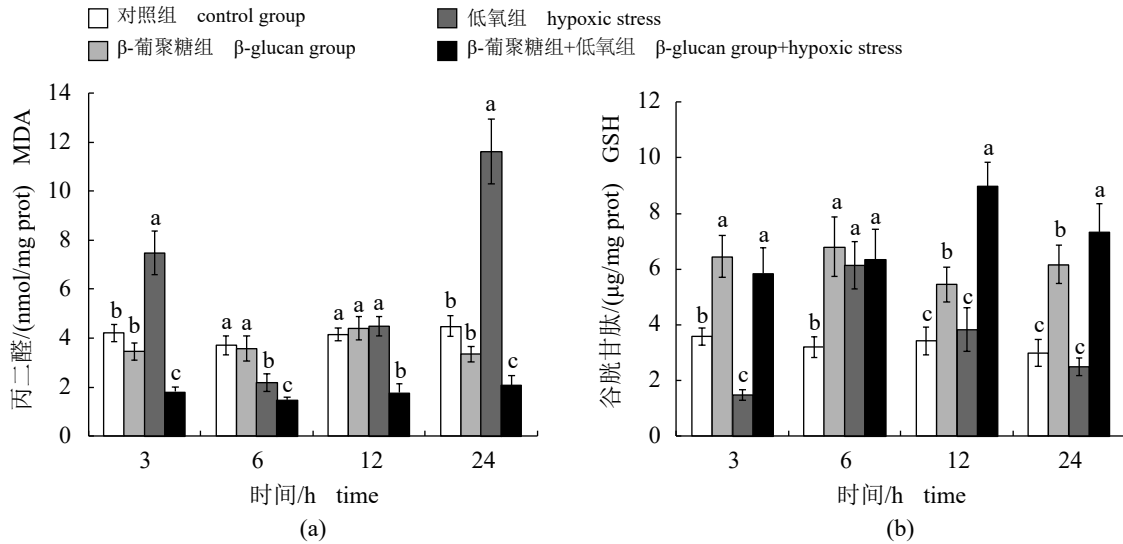 对照组 control group
低氧组 hypoxic stress
β-葡聚糖组 β-glucan group
β-葡聚糖组+低氧组 β-glucan group+hypoxic stress
丙二醛/(nmol/mg prot) MDA
14
12
10
8
6
4
2
0
b b a c
a a b c
a a a b
b b a c
3 6 12 24
时间/h time
(a)
谷胱甘肽/(μg/mg prot) GSH
12
10
8
6
4
2
0
b a c a
b a a a
c b c a
c b c a
3 6 12 24
时间/h time
(b)